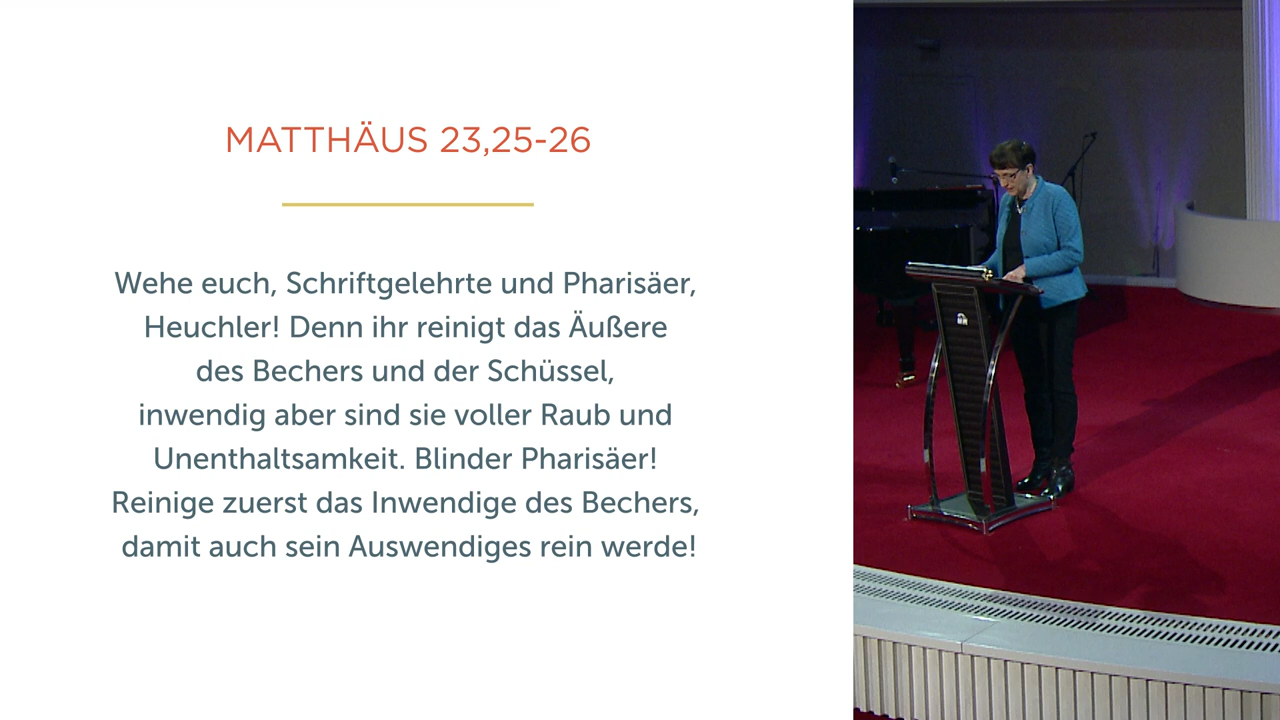 MATTHÄUS 23,25-26
Wehe euch, Schriftgelehrte und Pharisäer,
Heuchler! Denn ihr reinigt das Äußere
des Bechers und der Schüssel,
inwendig aber sind sie voller Raub und
Unenthaltsamkeit. Blinder Pharisäer!
Reinige zuerst das Inwendige des Bechers,
damit auch sein Auswendiges rein werde!